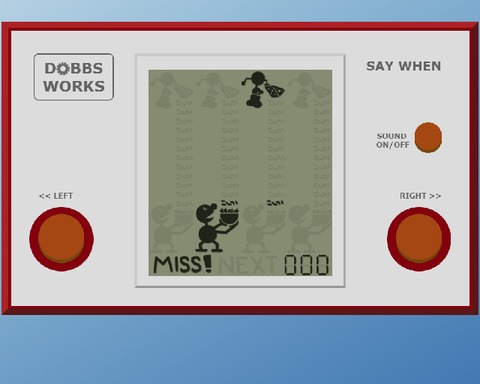 DOBBS
WORKS
SAY WHEN
SOUND
ON/OFF
<< LEFT
RIGHT >>
MISS! NEXT 000